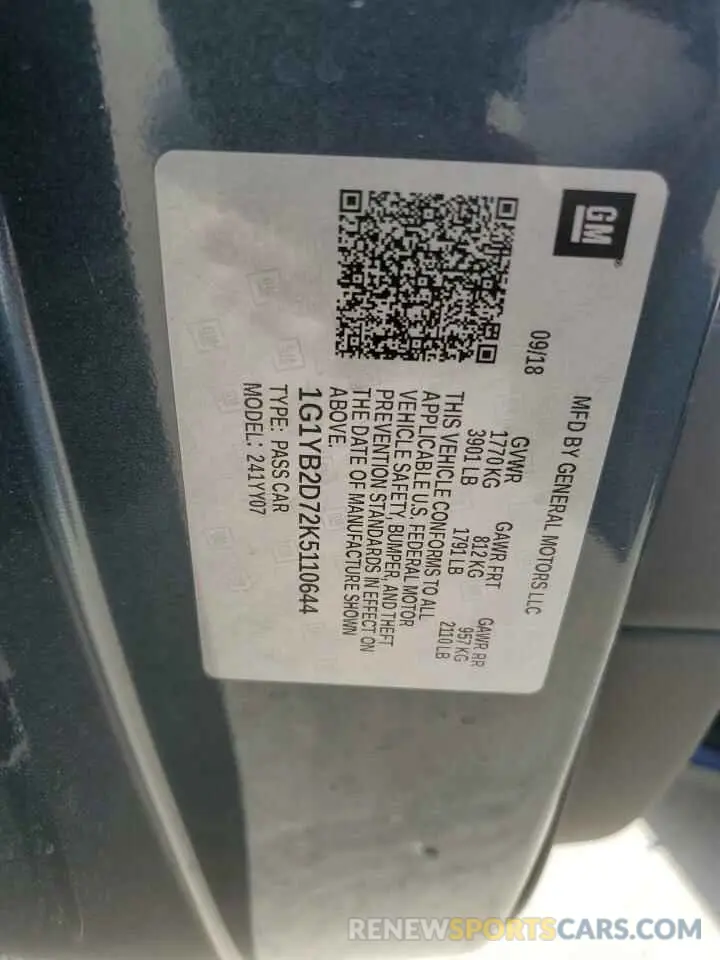 GM
MFD BY GENERAL MOTORS LLC
09/18
GVWR GAWR FRT GAWR RR
1770 KG 812 KG 957 KG
3901 LB 1791 LB 2110 LB
THIS VEHICLE CONFORMS TO ALL
APPLICABLE U.S. FEDERAL MOTOR
VEHICLE SAFETY, BUMPER, AND THEFT
PREVENTION STANDARDS IN EFFECT ON
THE DATE OF MANUFACTURE SHOWN
ABOVE.
1G1YB2D72K5110644
TYPE: PASS CAR
MODEL: 241YY07
RENEWSPORTSCARS.COM